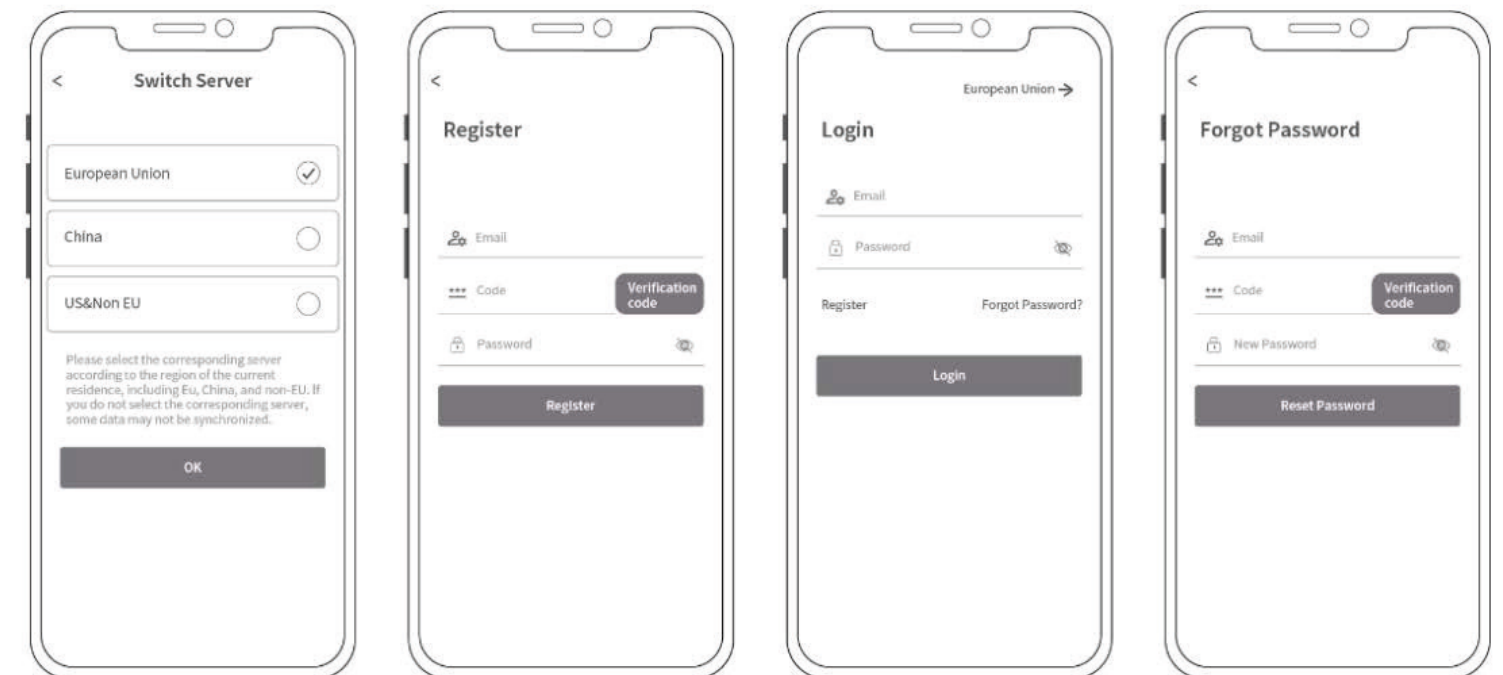 Switch Server
European Union
China
US&Non EU
Please select the corresponding server
according to the region of the current
residence, including Eu, China, and non-EU. If
you do not select the corresponding server,
some data may not be synchronized.
OK
Register
Email
Code
Verification
code
Password
Register
European Union
Login
Email
Password
Register
Forgot Password?
Login
Forgot Password
Email
Code
Verification
code
New Password
Reset Password